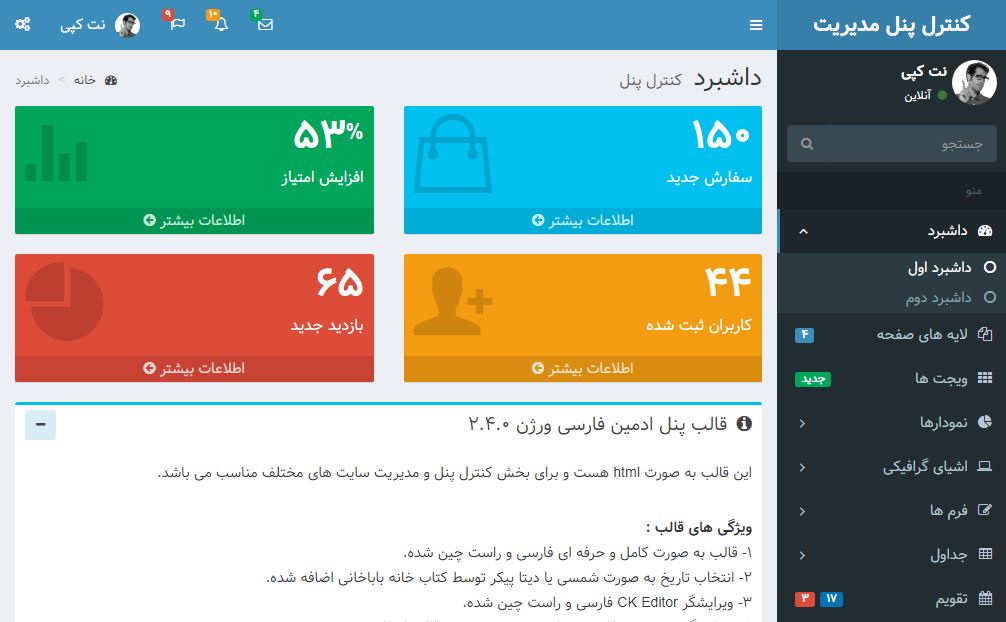 کنترل پنل مدیریت
نت کپی
آنلاین
جستجو
منو
داشبرد
داشبرد اول
داشبرد دوم
لایه های صفحه ۴
ویجت ها جدید
نمودارها
اشیای گرافیکی
فرم ها
جداول
تقویم ۱۷ ۳
۴ ۱۰ ۹ نت کپی
داشبرد کنترل پنل
خانه > داشبرد
۱۵۰
سفارش جدید
اطلاعات بیشتر
۵۳%
افزایش امتیاز
اطلاعات بیشتر
۴۴
کاربران ثبت شده
اطلاعات بیشتر
۶۵
بازدید جدید
اطلاعات بیشتر
قالب پنل ادمین فارسی ورژن ۲.۴.۰
این قالب به صورت html هست و برای بخش کنترل پنل و مدیریت سایت های مختلف مناسب می باشد.
ویژگی های قالب :
۱- قالب به صورت کامل و حرفه ای فارسی و راست چین شده.
۲- انتخاب تاریخ به صورت شمسی یا دیتا پیکر توسط کتاب خانه باباخانی اضافه شده.
۳- ویرایشگر CK Editor فارسی و راست چین شده.